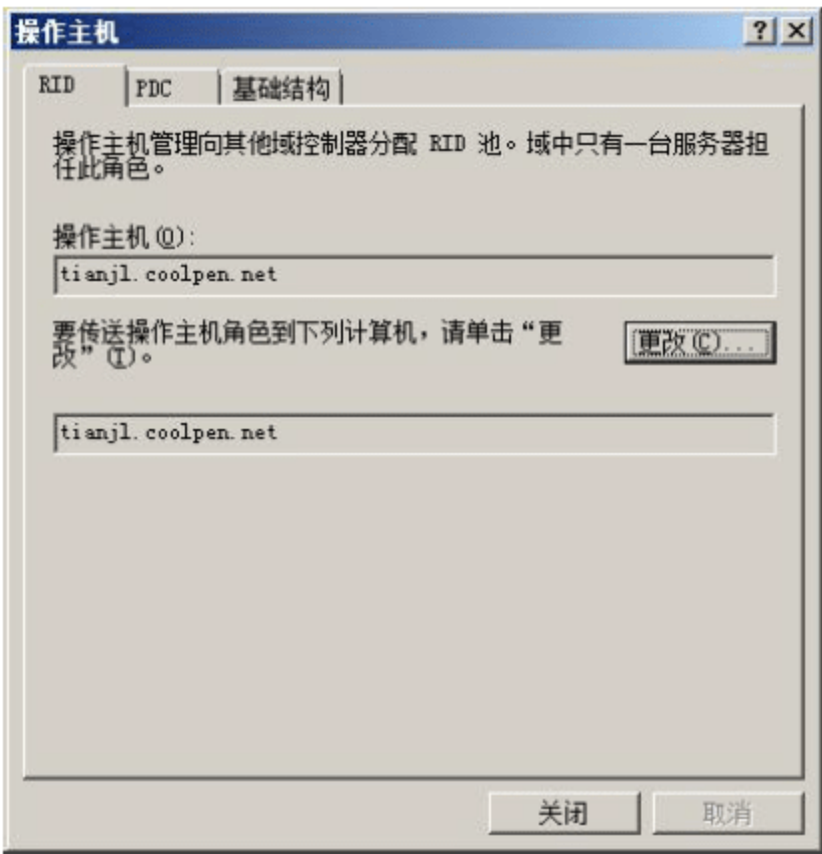 操作主机
RID PDC 基础结构
操作主机管理向其他域控制器分配 RID 池。域中只有一台服务器担
任此角色。
操作主机(O):
tianjl.coolpen.net
要传送操作主机角色到下列计算机，请单击“更
改”(T)。
更改(C)...
tianjl.coolpen.net
关闭 取消